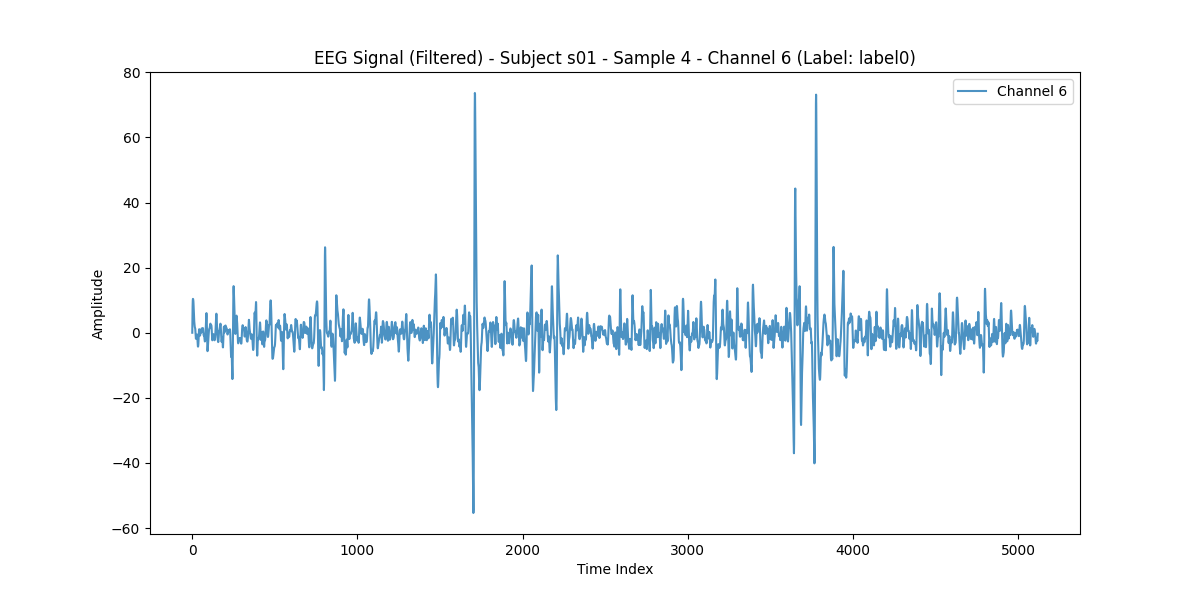 EEG Signal (Filtered) - Subject s01 - Sample 4 - Channel 6 (Label: label0)
Channel 6
80
60
40
20
0
−20
−40
−60
Amplitude
0 1000 2000 3000 4000 5000
Time Index